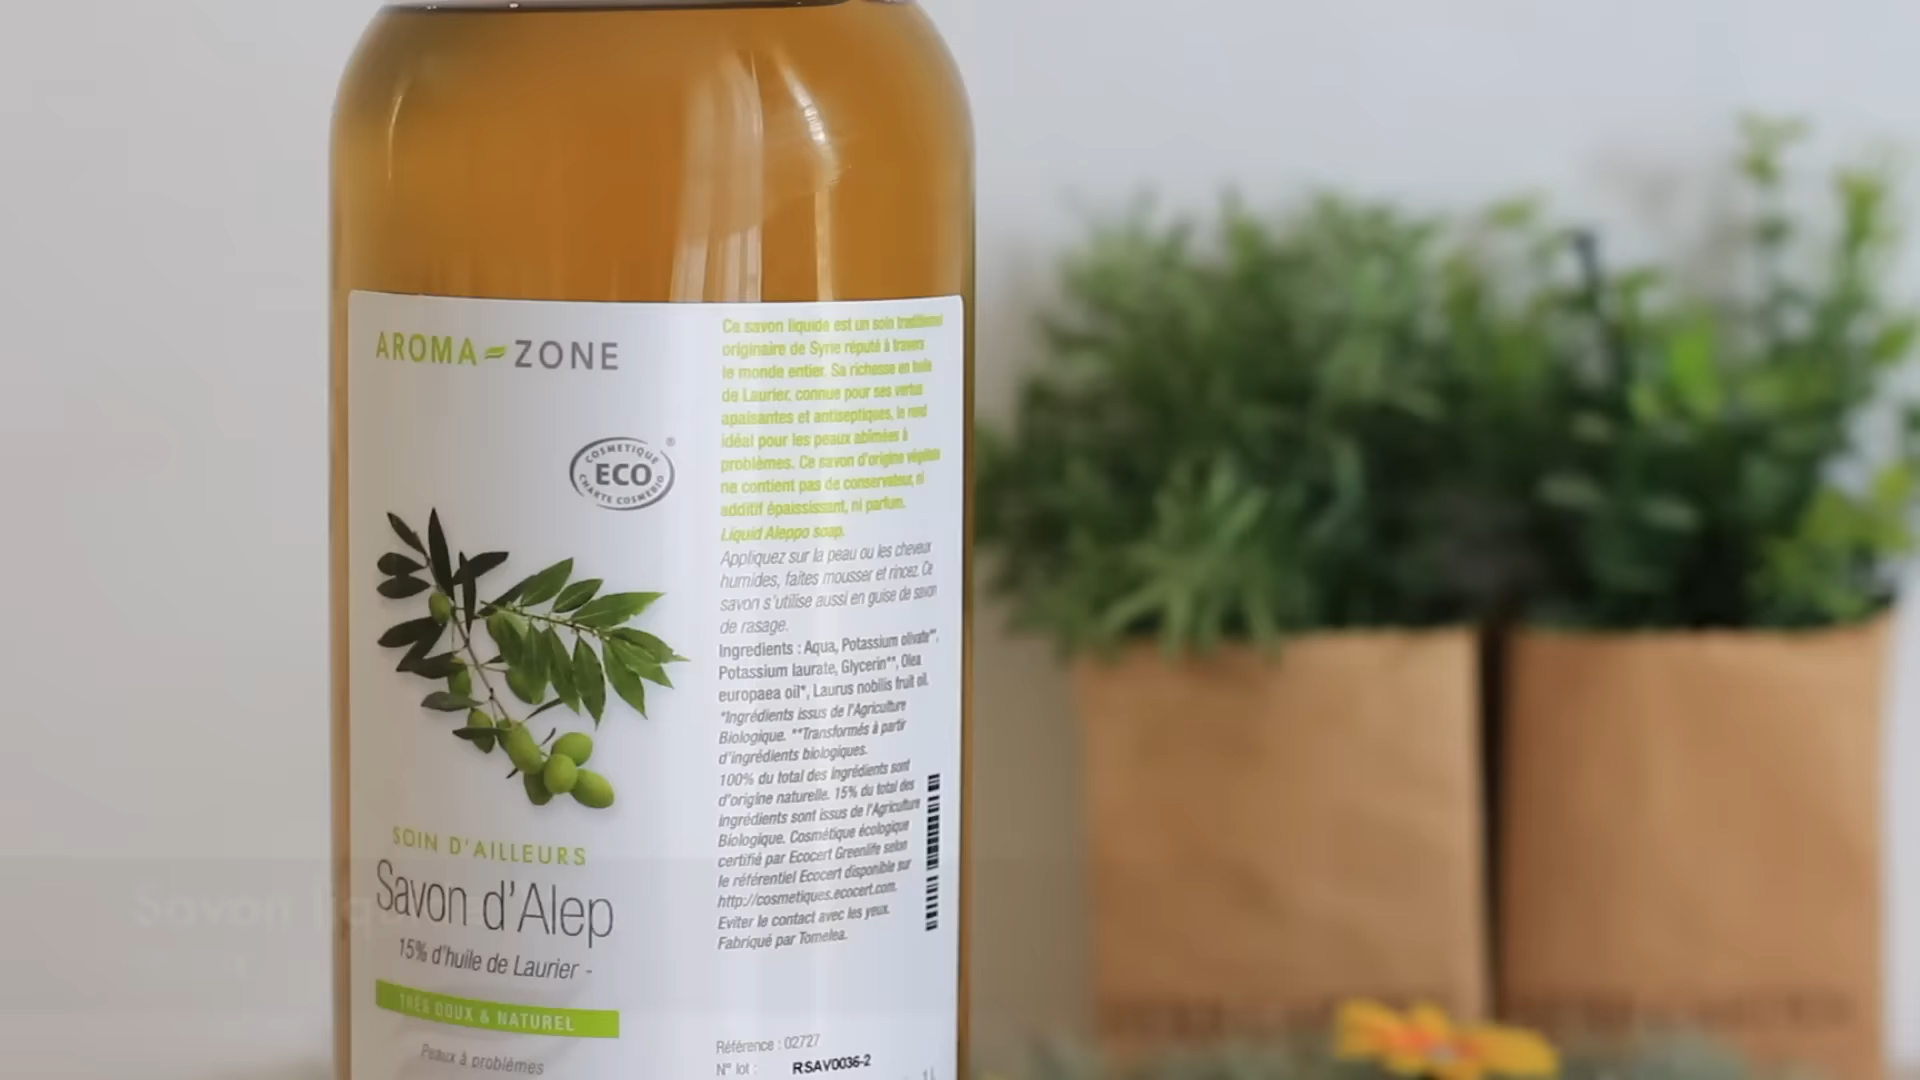 AROMA ZONE
COSMETIQUE
ECO
®
CHARTE COSMEBIO
SOIN D'AILLEURS
Savon d'Alep
15% d'huile de Laurier -
TRÈS DOUX & NATUREL
Peaux à problèmes
Ce savon liquide est un soin traditionnel
originaire de Syrie réputé à travers
le monde entier. Sa richesse en huile
de Laurier, connue pour ses vertus
apaisantes et antiseptiques, le rend
idéal pour les peaux abîmées à
problèmes. Ce savon d'origine végétale
ne contient pas de conservateur, ni
additif épaississant, ni parfum.
Liquid Aleppo soap.
Appliquez sur la peau ou les cheveux
humides, faites mousser et rincez. Ce
savon s'utilise aussi en guise de savon
de rasage.
Ingredients : Aqua, Potassium olivate**,
Potassium laurate, Glycerin**, Olea
europaea oil*, Laurus nobilis fruit oil.
*Ingrédients issus de l'Agriculture
Biologique. **Transformés à partir
d'ingrédients biologiques.
100% du total des ingrédients sont
d'origine naturelle. 15% du total des
ingrédients sont issus de l'Agriculture
Biologique. Cosmétique écologique
certifié par Ecocert Greenlife selon
le référentiel Ecocert disponible sur
http://cosmetiques.ecocert.com.
Eviter le contact avec les yeux.
Fabriqué par Tomelea.
Référence : 02727
N° lot : RSAV0036-2
1L
Savon